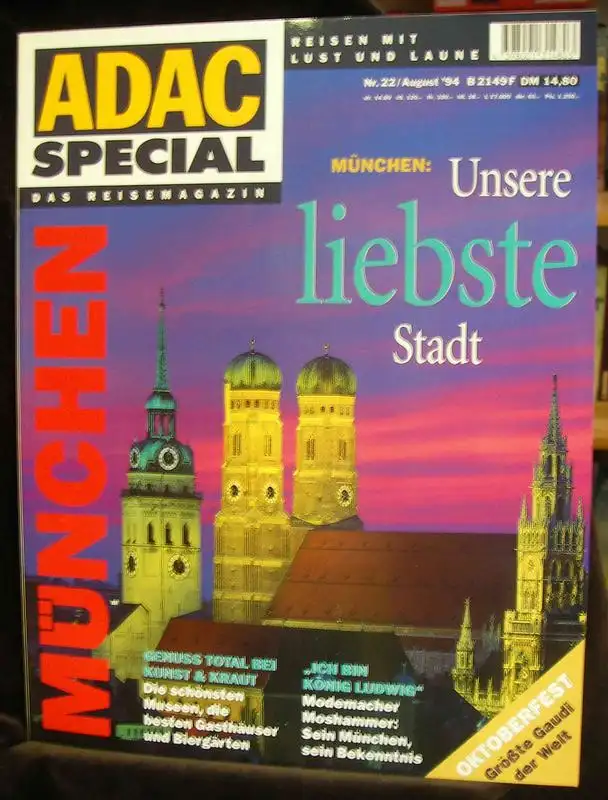 ADAC
SPECIAL
DAS REISEMAGAZIN
REISEN MIT
LUST UND LAUNE
Nr. 22/August '94 B 2149 F DM 14,80
MÜNCHEN:
Unsere
liebste
Stadt
MÜNCHEN
GENUSS TOTAL BEI
KUNST & KRAUT
Die schönsten
Museen, die
besten Gasthäuser
und Biergärten
„ICH BIN
KÖNIG LUDWIG“
Modemacher
Moshammer:
Sein München,
sein Bekenntnis
OKTOBERFEST
Größte Gaudi
der Welt